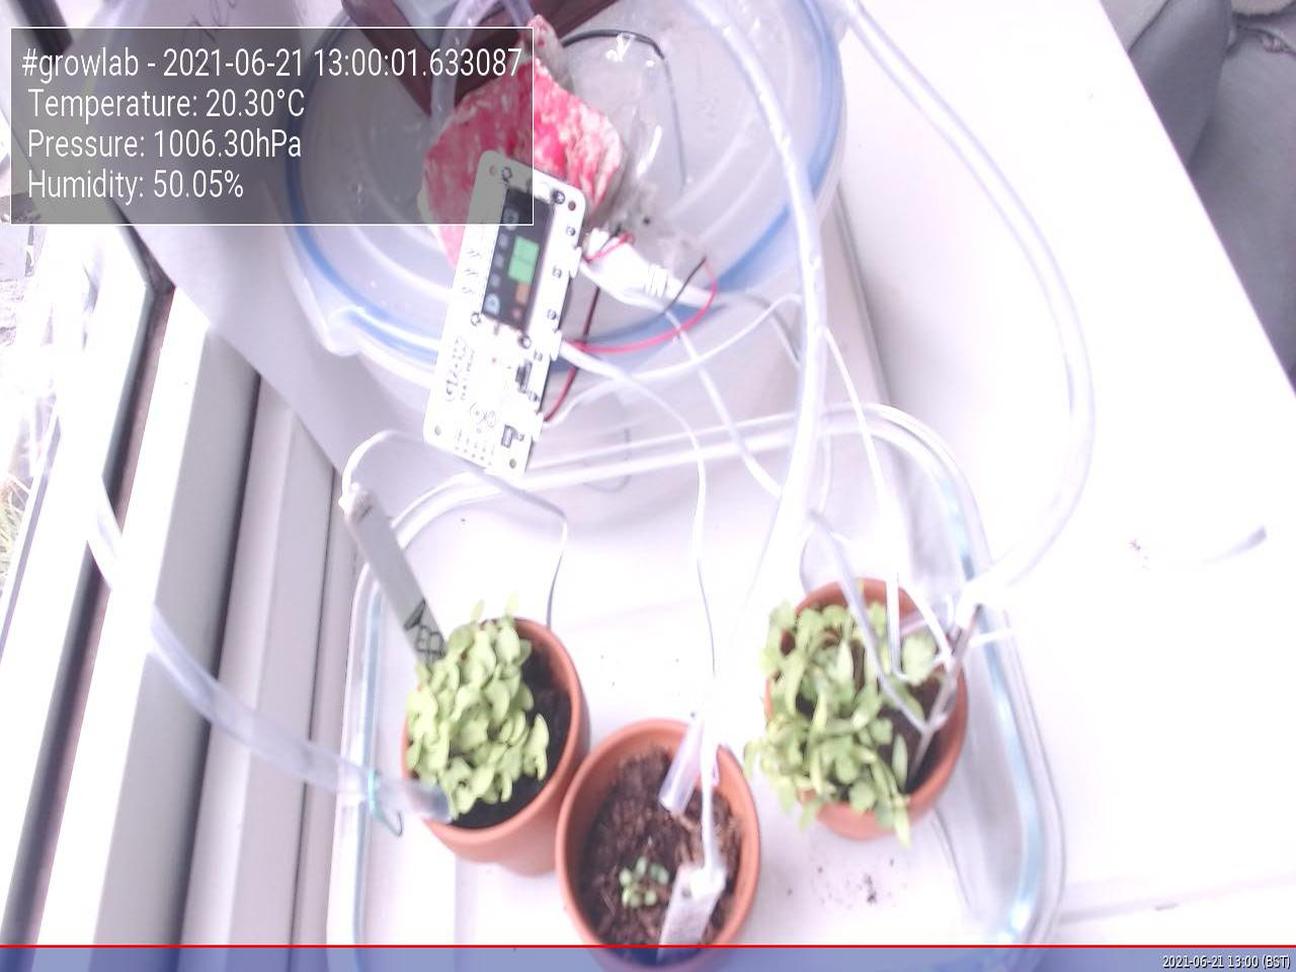 #growlab - 2021-06-21 13:00:01.633087
Temperature: 20.30°C
Pressure: 1006.30hPa
Humidity: 50.05%
2021-06-21 13:00 (BST)